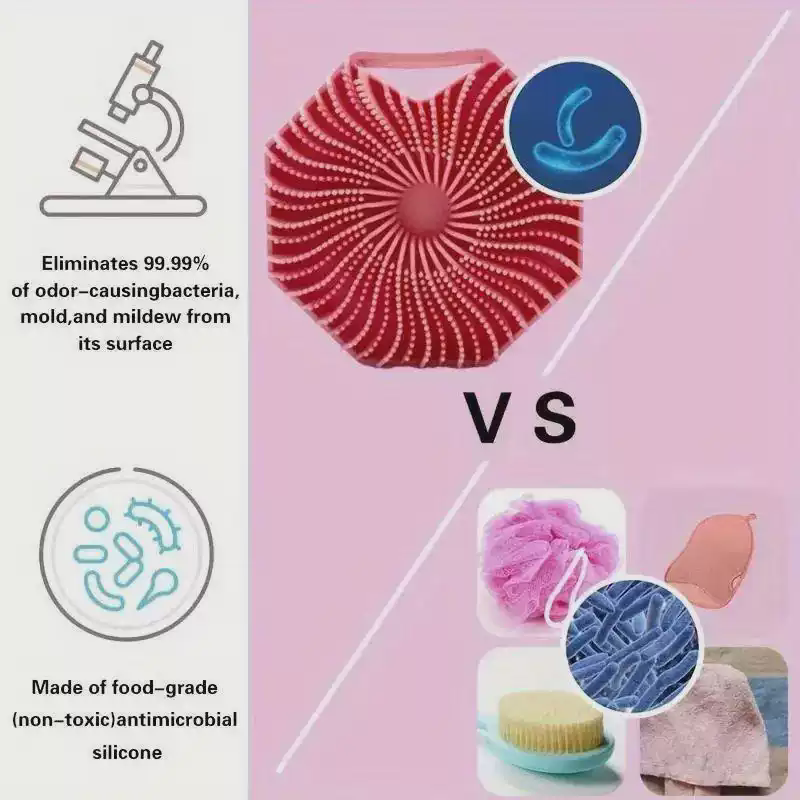 Eliminates 99.99%
of odor-causingbacteria,
mold,and mildew from
its surface
VS
Made of food-grade
(non-toxic)antimicrobial
silicone